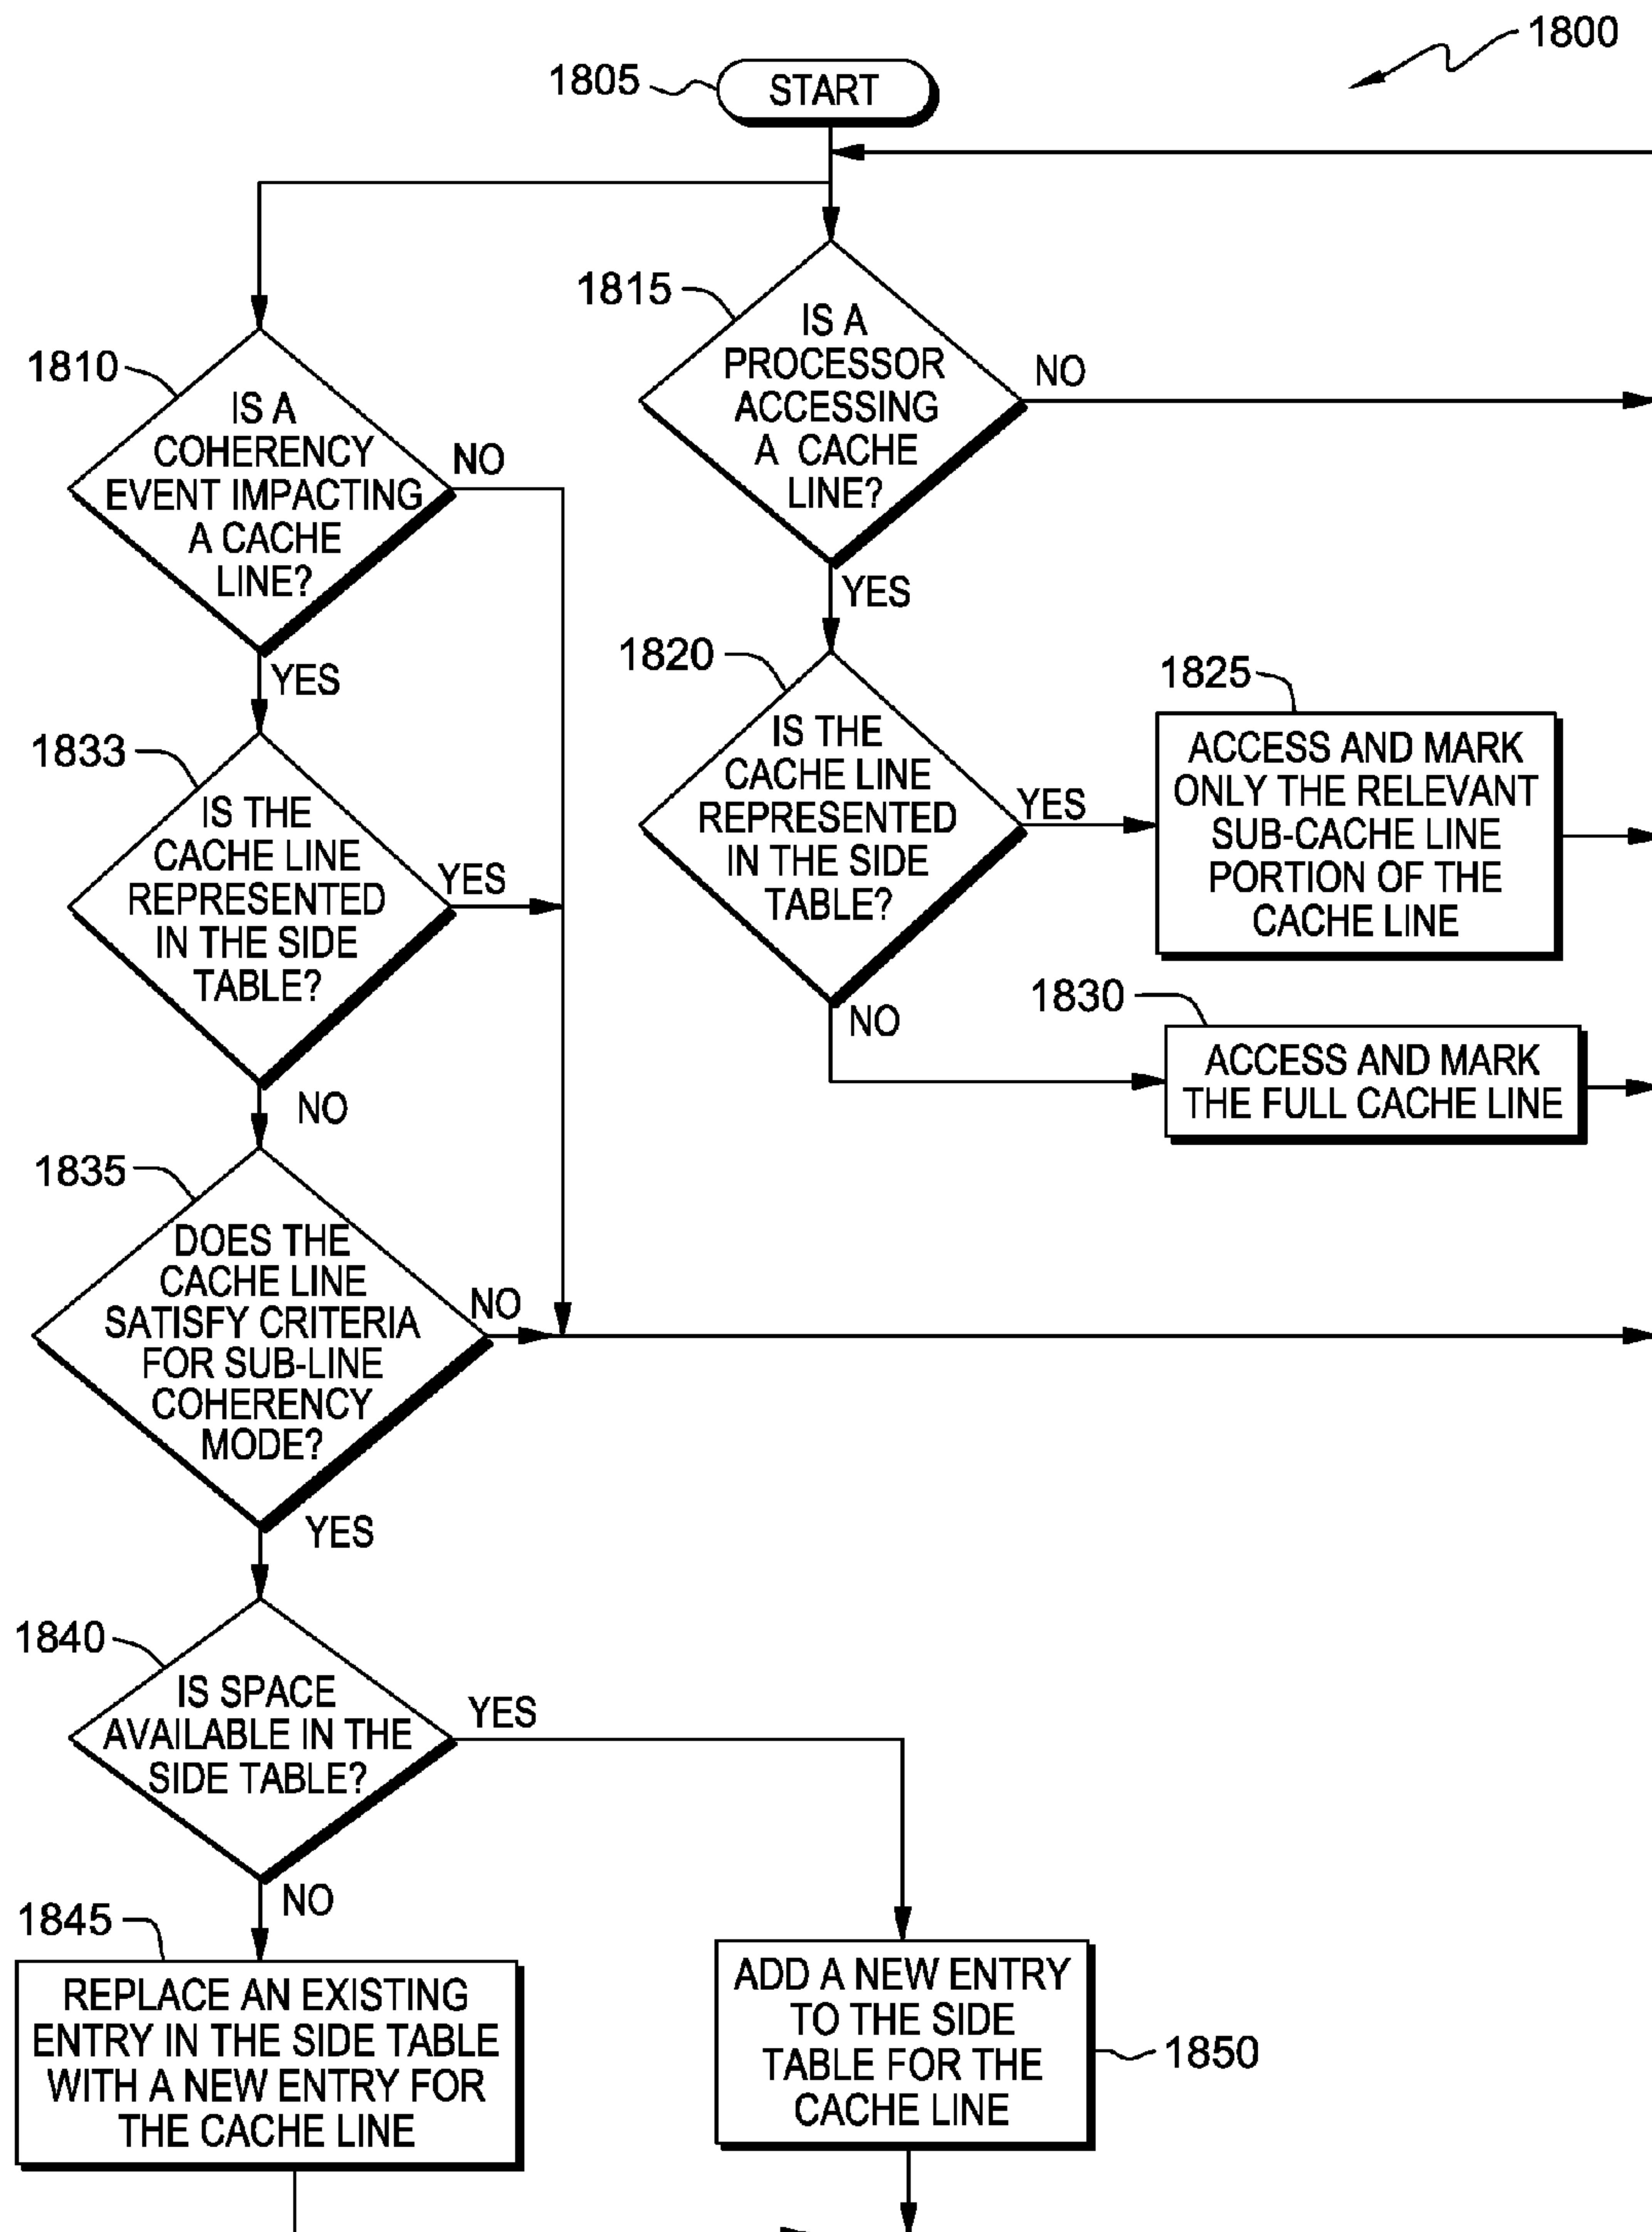 1800
1805
START
1815
IS A
PROCESSOR
ACCESSING
A CACHE
LINE?
NO
YES
1810
IS A
COHERENCY
EVENT IMPACTING
A CACHE
LINE?
NO
YES
1820
IS THE
CACHE LINE
REPRESENTED
IN THE SIDE
TABLE?
YES
NO
1825
ACCESS AND MARK
ONLY THE RELEVANT
SUB-CACHE LINE
PORTION OF THE
CACHE LINE
1833
IS THE
CACHE LINE
REPRESENTED
IN THE SIDE
TABLE?
YES
NO
1830
ACCESS AND MARK
THE FULL CACHE LINE
1835
DOES THE
CACHE LINE
SATISFY CRITERIA
FOR SUB-LINE
COHERENCY
MODE?
NO
YES
1840
IS SPACE
AVAILABLE IN THE
SIDE TABLE?
YES
NO
1845
REPLACE AN EXISTING
ENTRY IN THE SIDE TABLE
WITH A NEW ENTRY FOR
THE CACHE LINE
ADD A NEW ENTRY
TO THE SIDE
TABLE FOR THE
CACHE LINE
1850